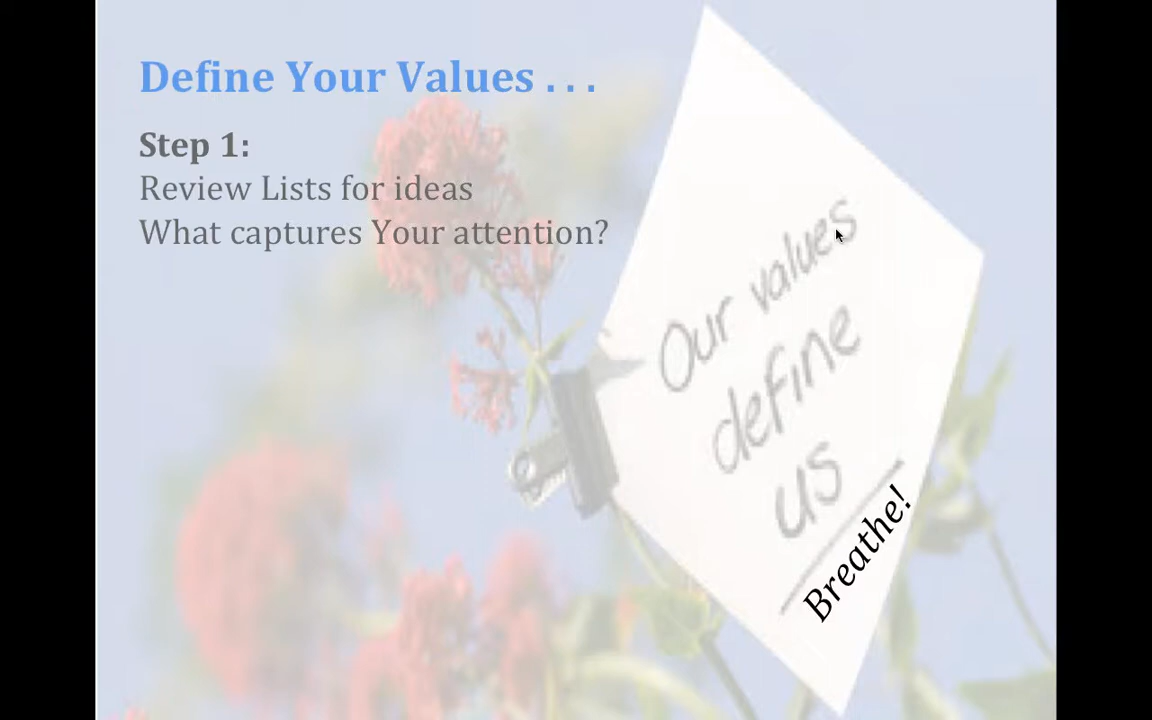 Define Your Values . . .
Step 1:
Review Lists for ideas
What captures Your attention?
Our values
define
us
Breathe!